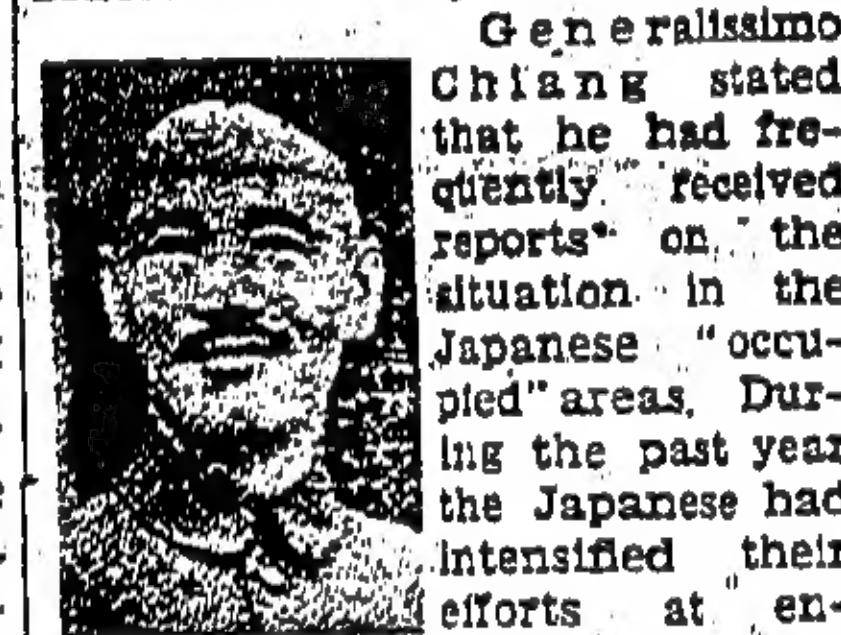 Generalissimo
Chiang stated
that he had fre-
quently received
reports on the
situation in the
Japanese "occu-
pied" areas. Dur-
ing the past year
the Japanese had
intensified their
efforts at en-